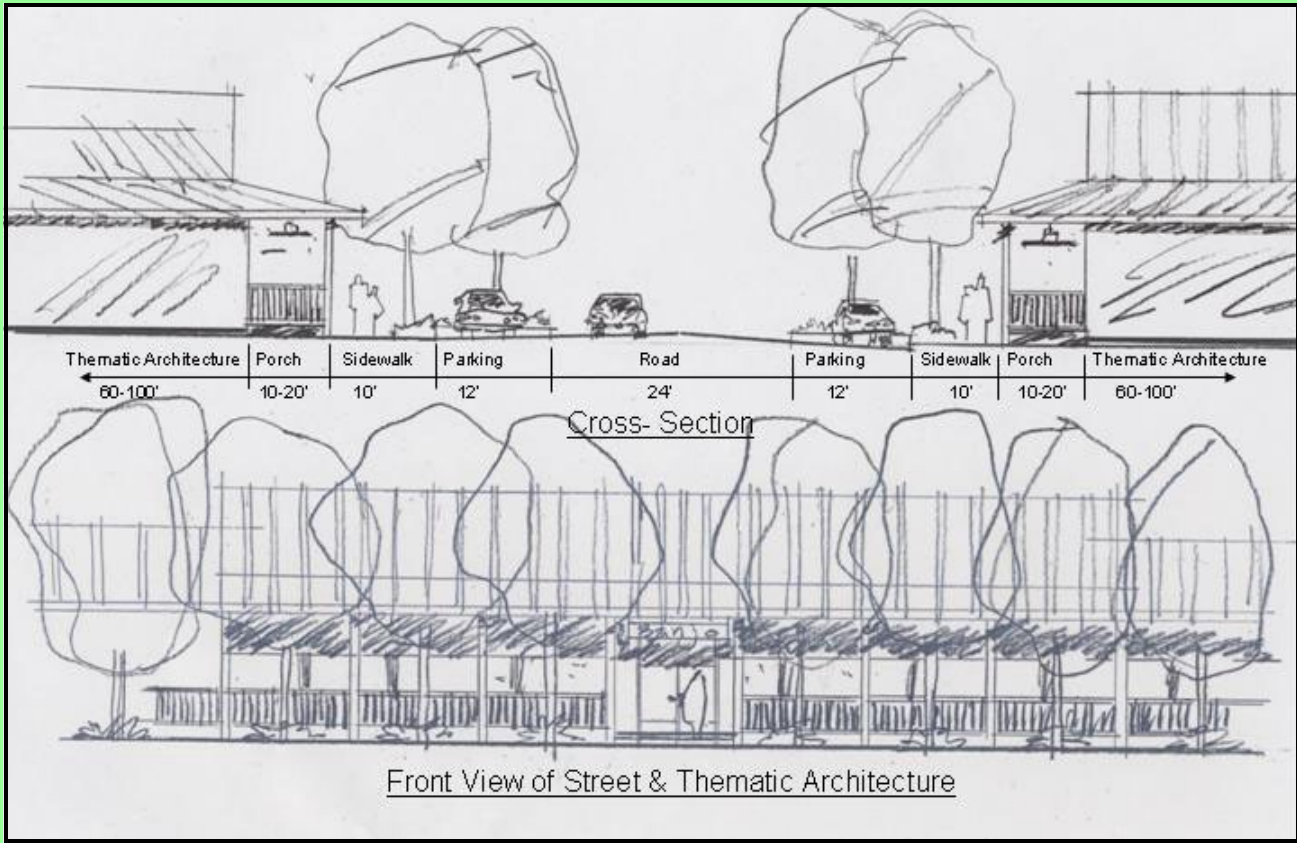 Thematic Architecture Porch Sidewalk Parking Road Parking Sidewalk Porch Thematic Architecture
60-100' 10-20' 10' 12' 24' 12' 10' 10-20' 60-100'
Cross- Section
Front View of Street & Thematic Architecture